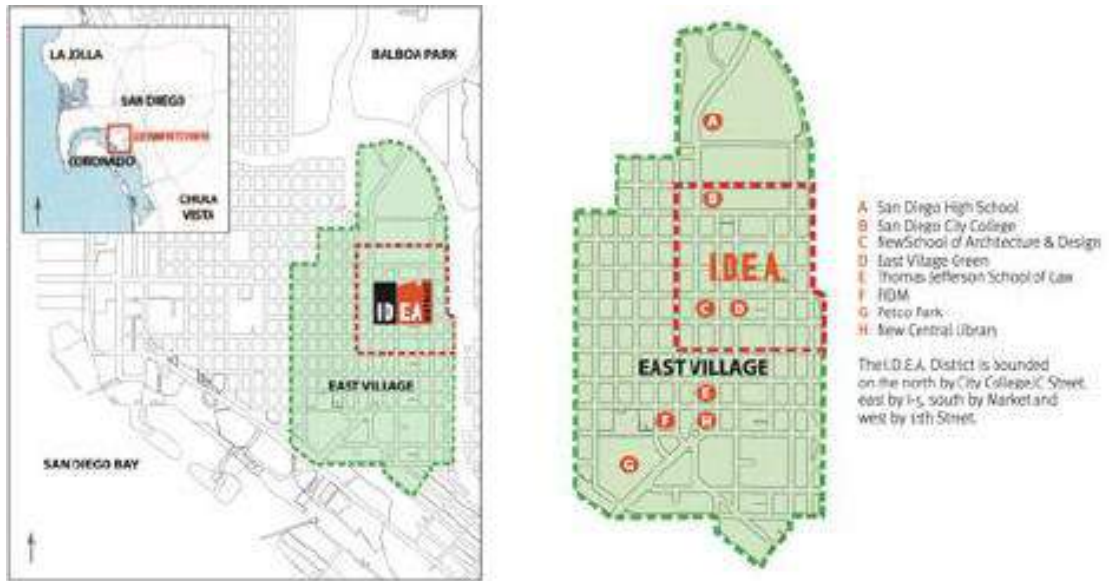 LA JOLLA
SAN DIEGO
DOWNTOWN
CORONADO
CHULA
VISTA
BALBOA PARK
ID
EA
EAST VILLAGE
SAN DIEGO BAY
A
B
I.D.E.A.
C D
EAST VILLAGE
E
F H
G
A San Diego High School
B San Diego City College
C NewSchool of Architecture & Design
D East Village Green
E Thomas Jefferson School of Law
F FIDM
G Petco Park
H New Central Library
The I.D.E.A. District is bounded
on the north by City College/C Street,
east by I-5, south by Market and
west by 11th Street.